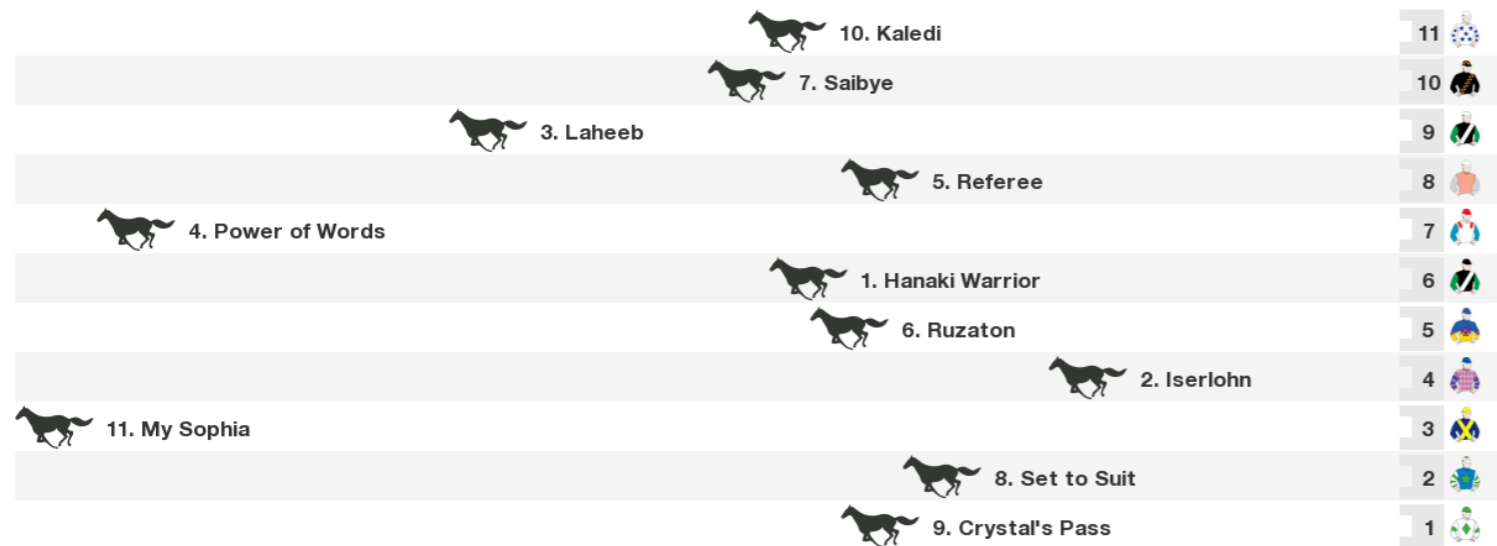 10. Kaledi 11
7. Saibye 10
3. Laheeb 9
5. Referee 8
4. Power of Words 7
1. Hanaki Warrior 6
6. Ruzaton 5
2. Iserlohn 4
11. My Sophia 3
8. Set to Suit 2
9. Crystal's Pass 1